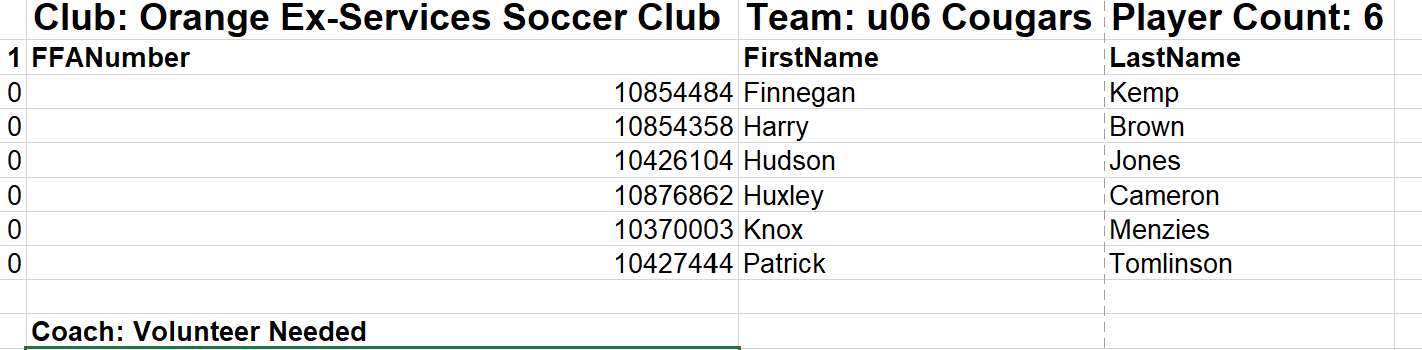 Club: Orange Ex-Services Soccer Club Team: u06 Cougars Player Count: 6
1 FFANumber FirstName LastName
0 10854484 Finnegan Kemp
0 10854358 Harry Brown
0 10426104 Hudson Jones
0 10876862 Huxley Cameron
0 10370003 Knox Menzies
0 10427444 Patrick Tomlinson
Coach: Volunteer Needed